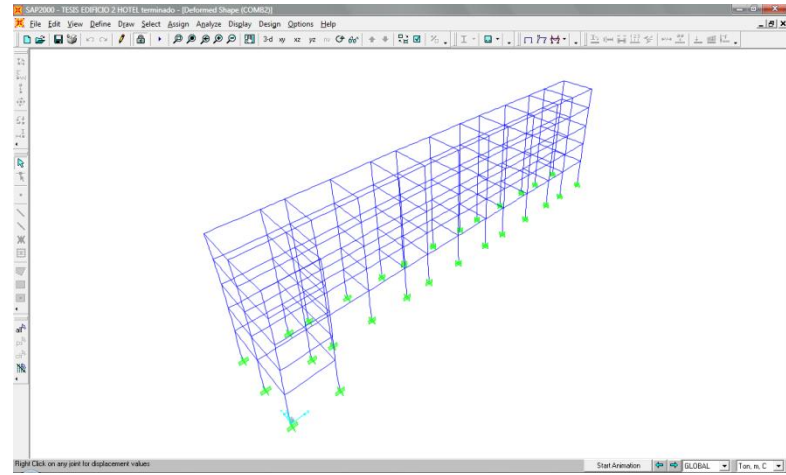 SAP2000 - TESIS EDIFICIO 2 HOTEL terminado - [Deformed Shape (COMB2)]
File Edit View Define Draw Select Assign Analyze Display Design Options Help
3-d xy xz yz
Right Click on any joint for displacement values
Start Animation
GLOBAL
Ton, m, C